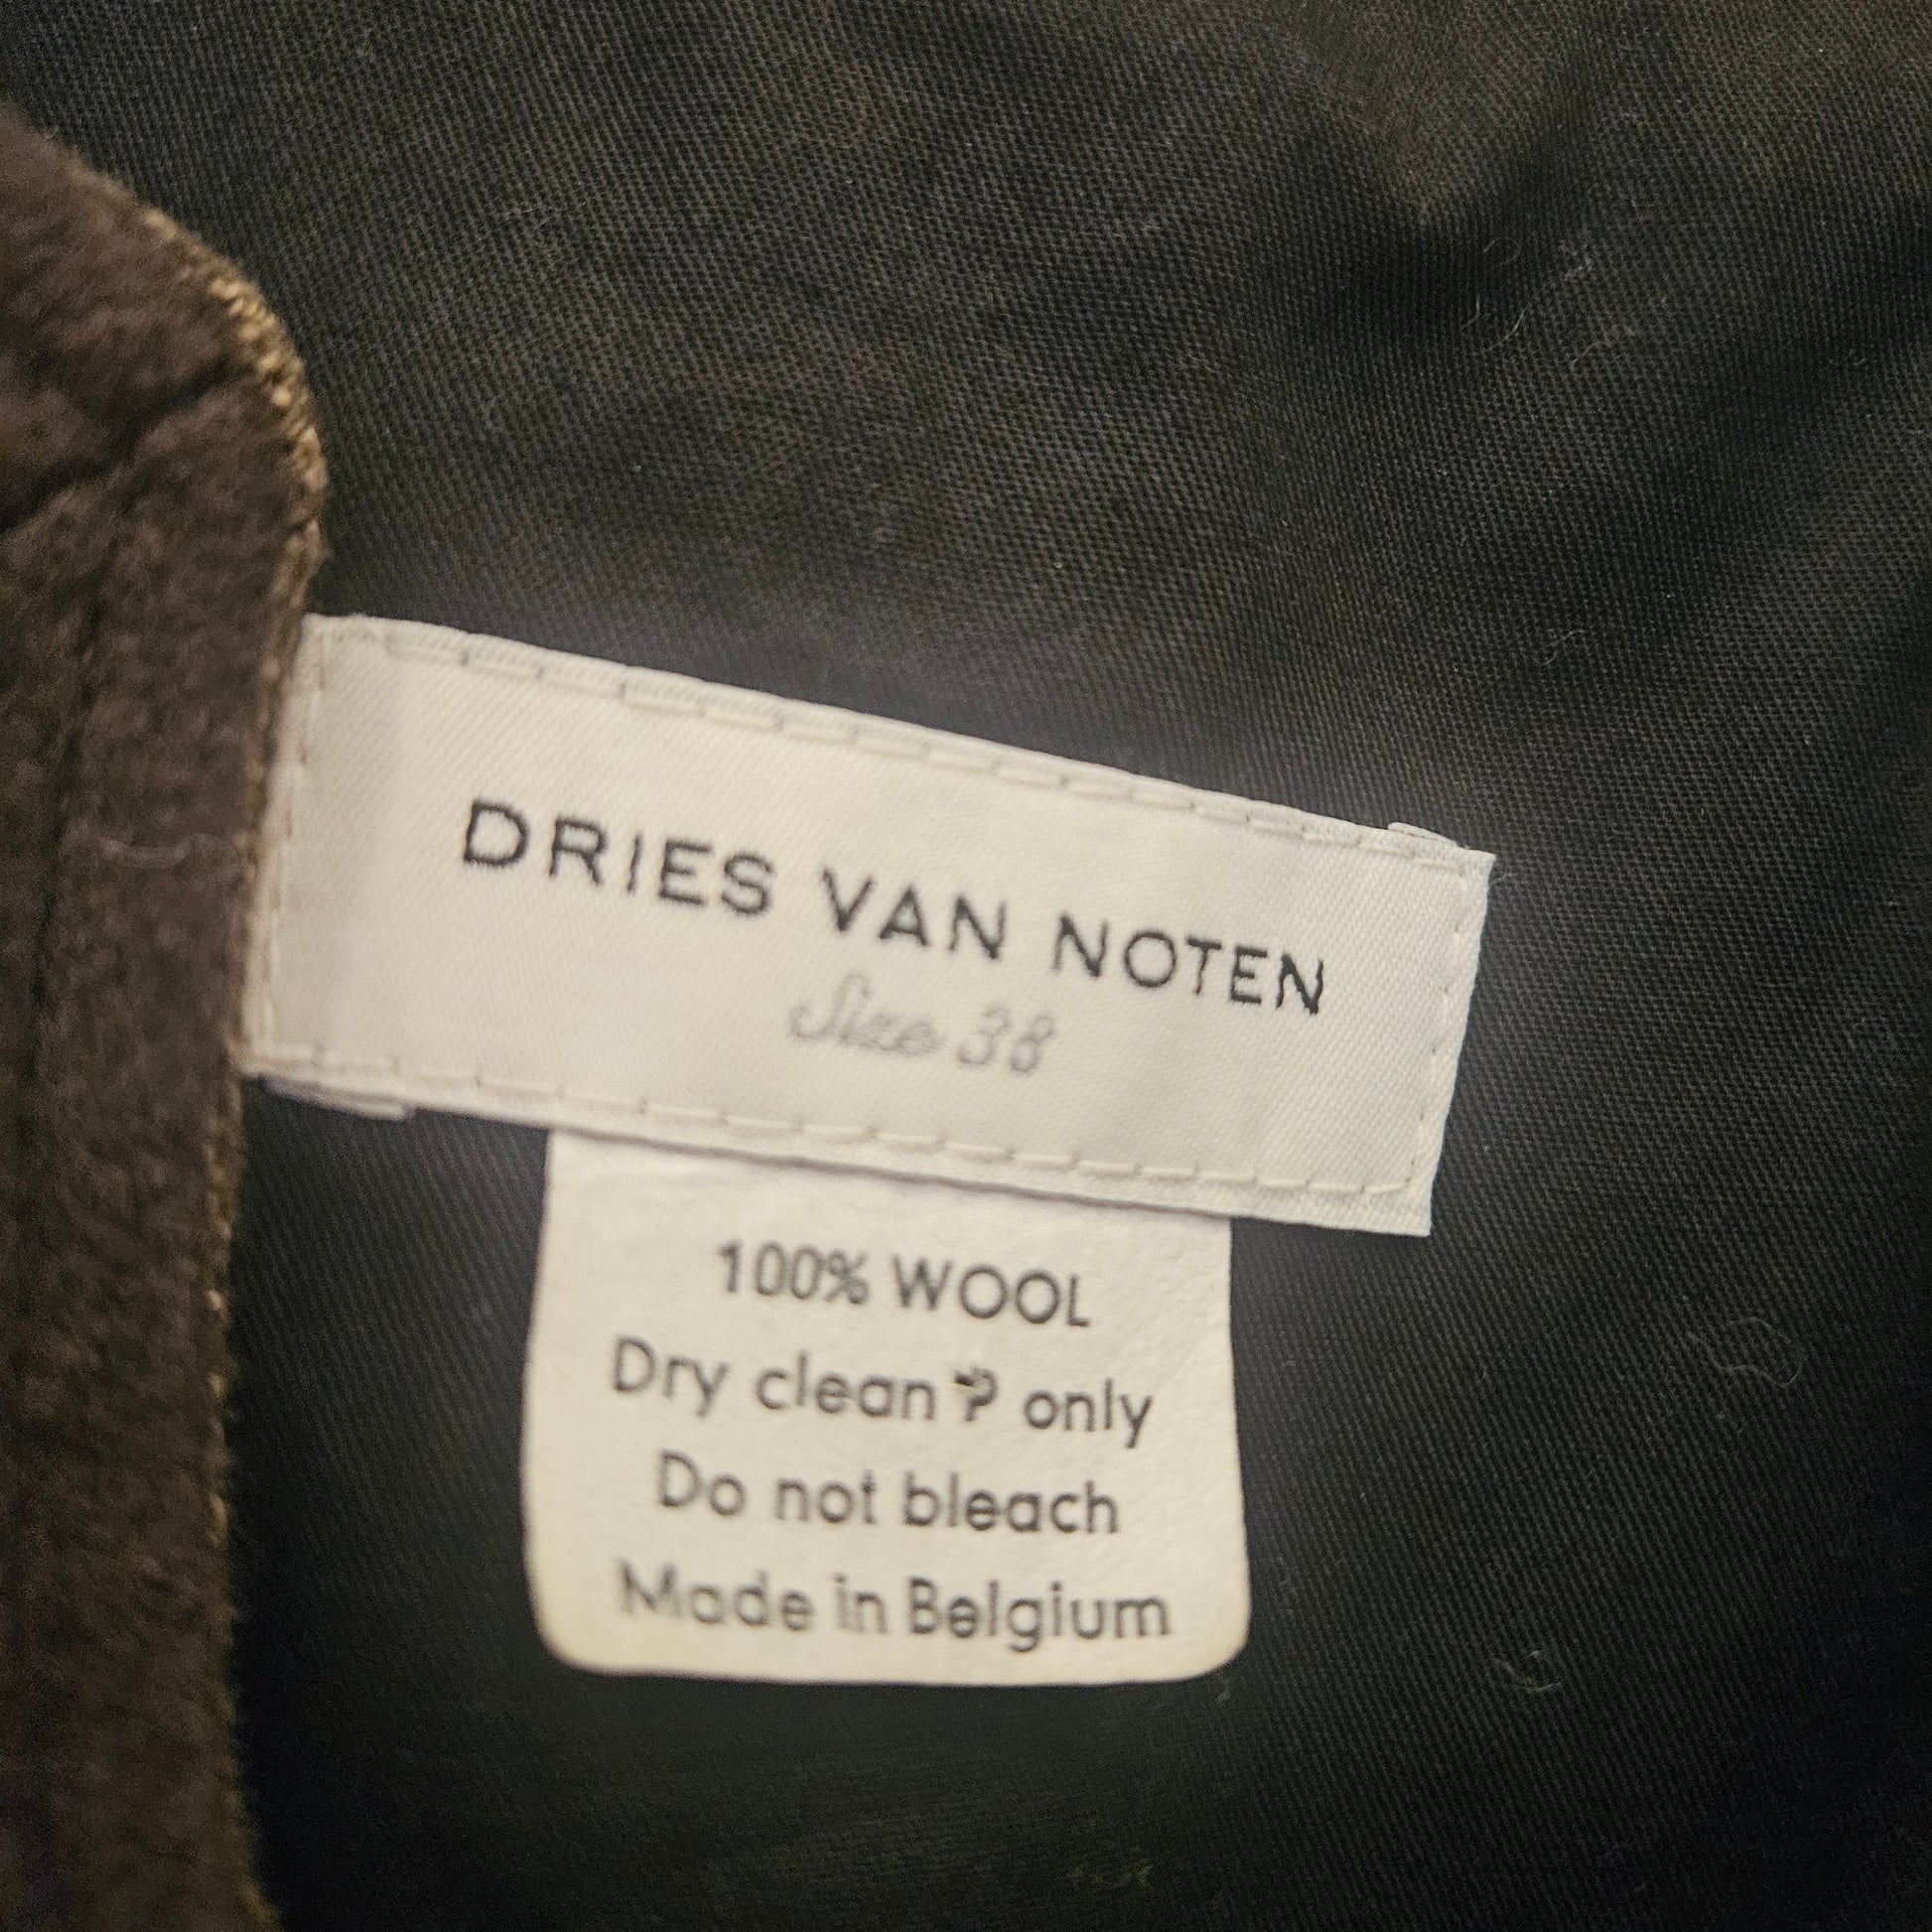 DRIES VAN NOTEN
Size 38
100% WOOL
Dry clean P only
Do not bleach
Made in Belgium